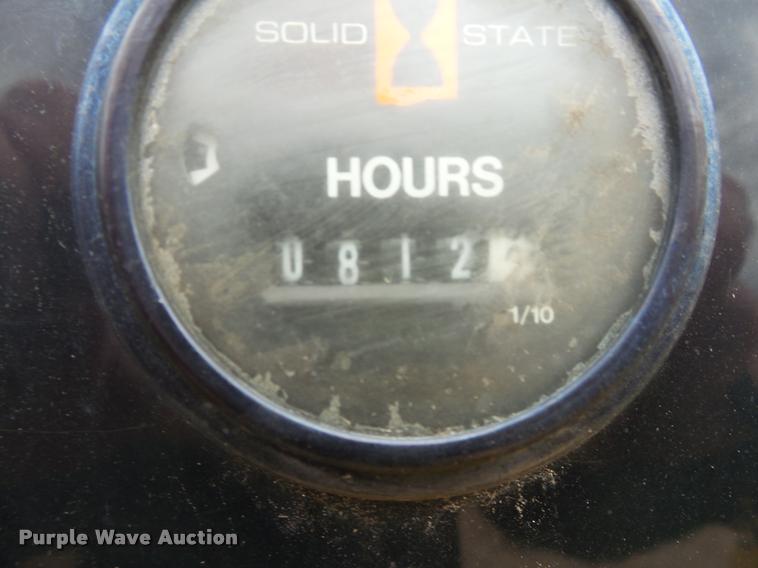 SOLID STATE
HOURS
0812
1/10
Purple Wave Auction